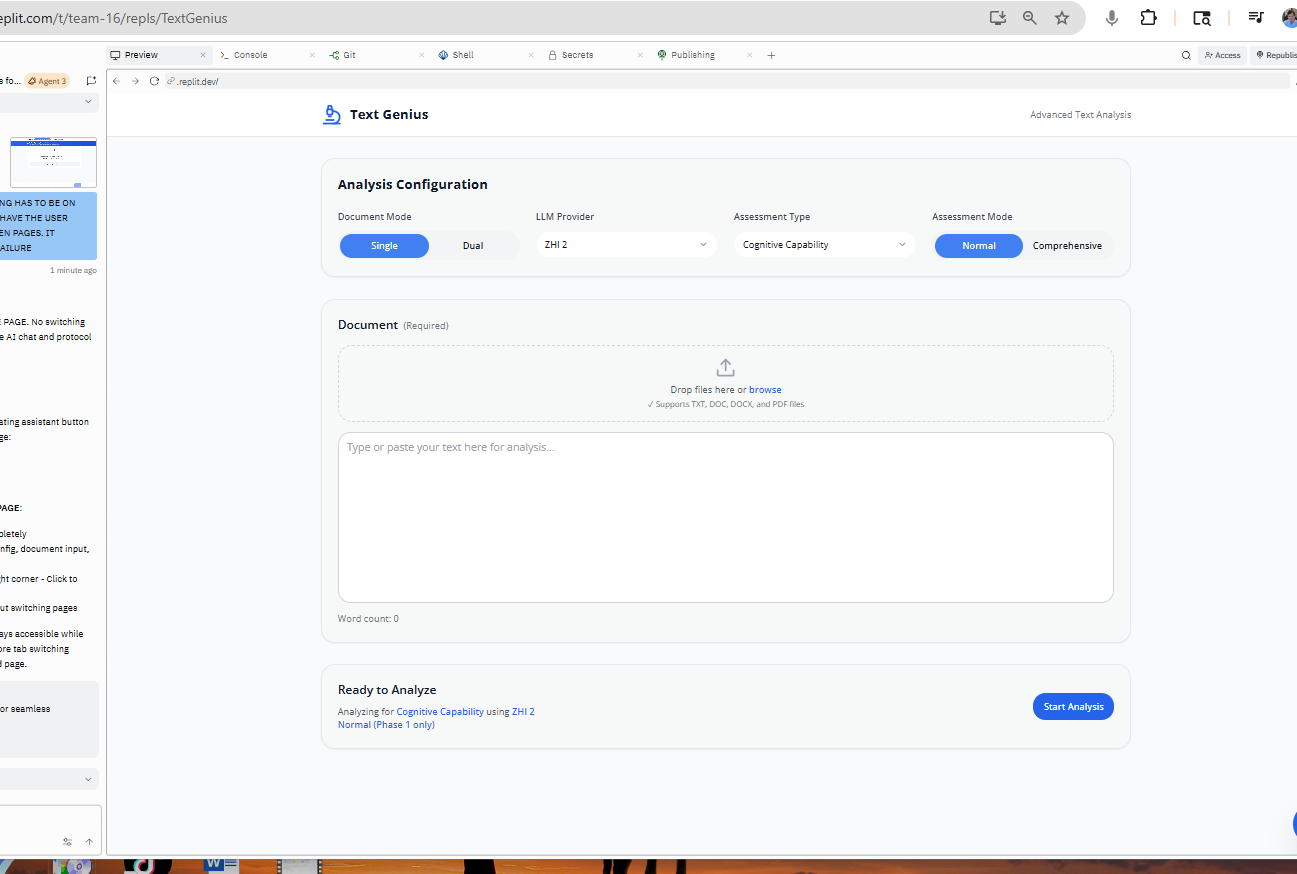 eplit.com/t/team-16/repls/TextGenius
Preview
Console
Git
Shell
Secrets
Publishing
Access
Republis
s fo...
Agent 3
.replit.dev/
Text Genius
Advanced Text Analysis
NG HAS TO BE ON
HAVE THE USER
EN PAGES. IT
AILURE
1 minute ago
E PAGE. No switching
e AI chat and protocol
ating assistant button
ge:
PAGE:
pletely
nfig, document input,
ght corner - Click to
ut switching pages
ays accessible while
ore tab switching
d page.
or seamless
Analysis Configuration
Document Mode
LLM Provider
Assessment Type
Assessment Mode
Single
Dual
ZHI 2
Cognitive Capability
Normal
Comprehensive
Document (Required)
Drop files here or browse
✓ Supports TXT, DOC, DOCX, and PDF files
Type or paste your text here for analysis...
Word count: 0
Ready to Analyze
Analyzing for Cognitive Capability using ZHI 2
Normal (Phase 1 only)
Start Analysis